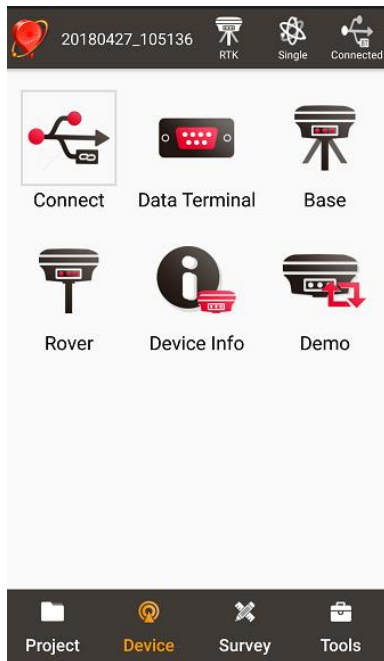 20180427_105136
RTK
Single
Connected
Connect Data Terminal Base
Rover Device Info Demo
Project Device Survey Tools